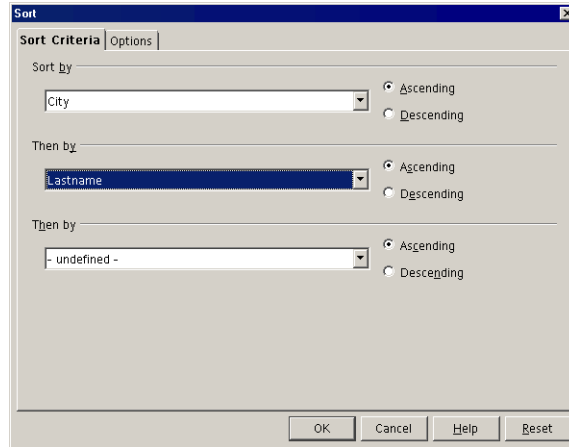 Sort
Sort Criteria Options
Sort by
City
Ascending
Descending
Then by
Lastname
Ascending
Descending
Then by
- undefined -
Ascending
Descending
OK Cancel Help Reset